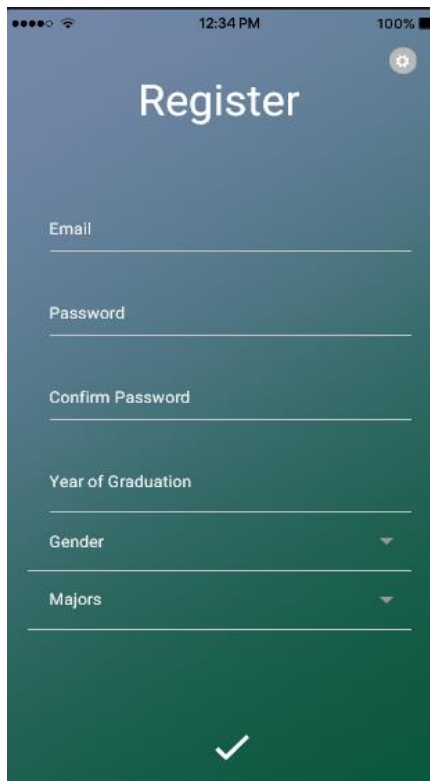 12:34 PM 100%
Register
Email
Password
Confirm Password
Year of Graduation
Gender
Majors